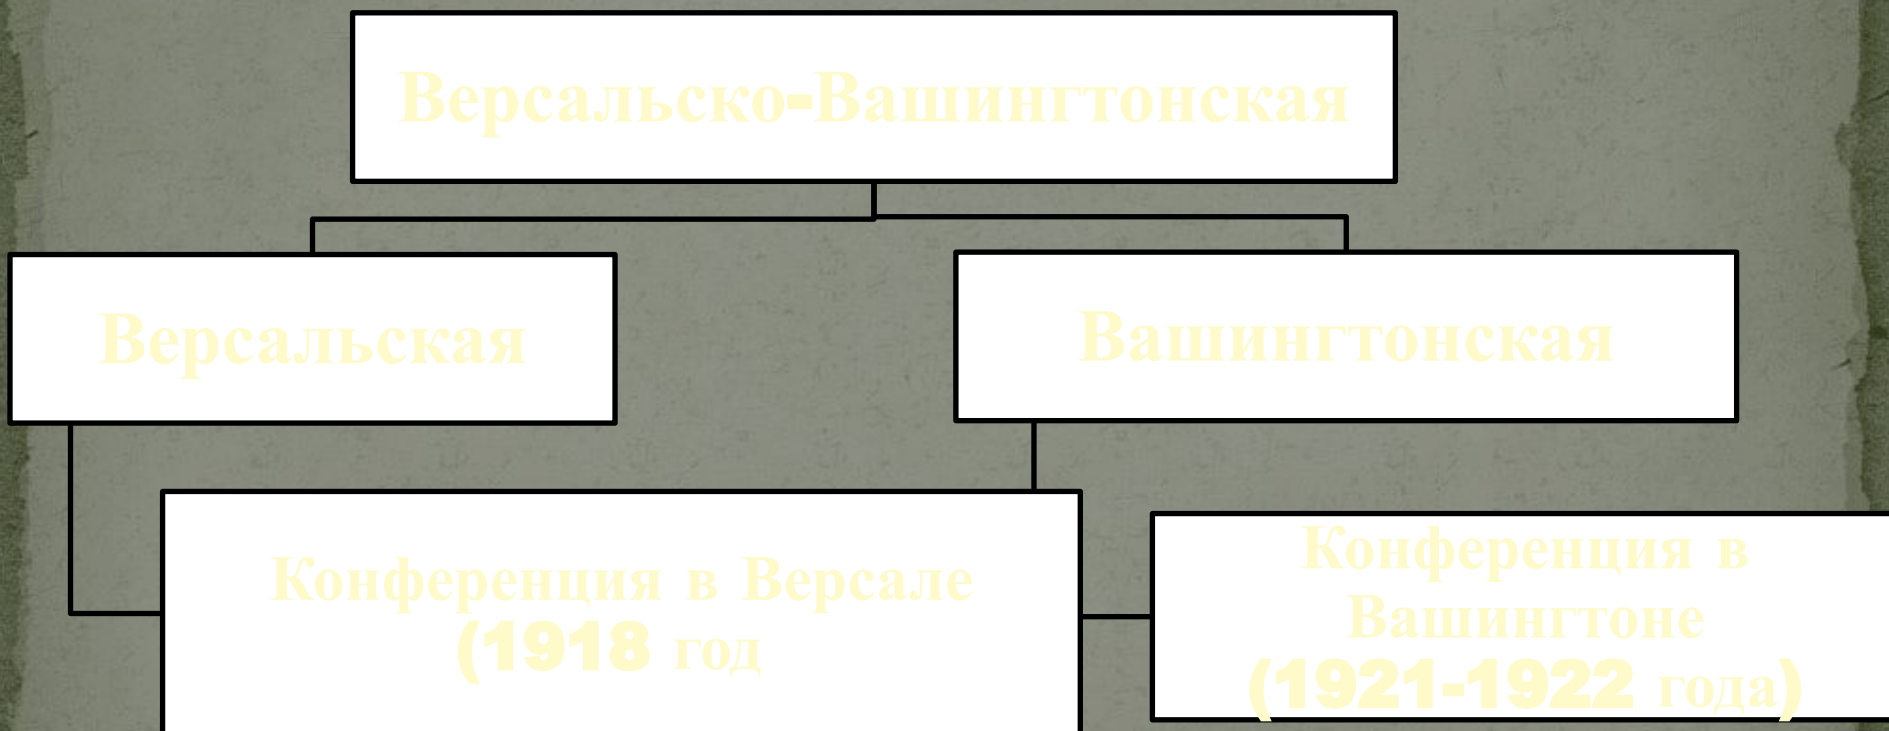 Версальско-Вашингтонская
Версальская
Вашингтонская
Конференция в Версале
(1918 год
Конференция в
Вашингтоне
(1921-1922 года)